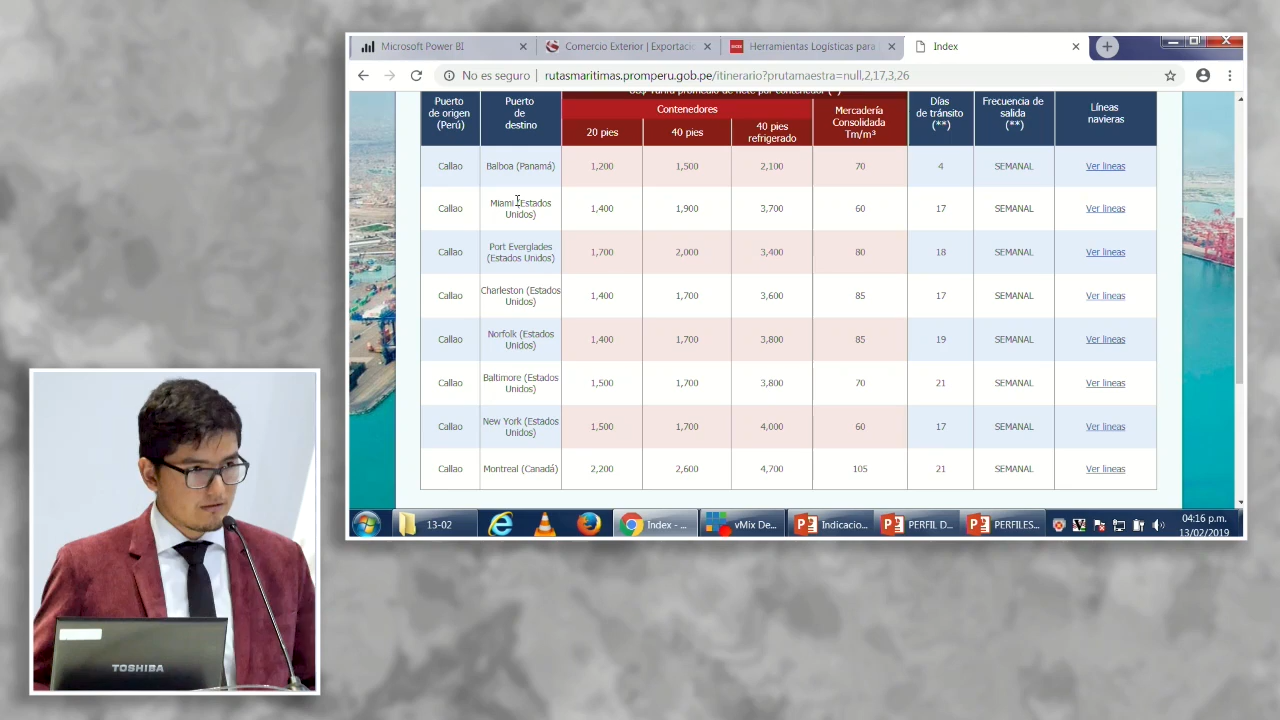 Microsoft Power BI
Comercio Exterior | Exportacio
Herramientas Logísticas para
Index
No es seguro | rutasmaritimas.promperu.gob.pe/itinerario?prutamaestra=null,2,17,3,26
Puerto
de origen
(Perú)
Puerto
de
destino
US$ Tarifa promedio de flete por contenedor (*)
Contenedores
20 pies
40 pies
40 pies
refrigerado
Mercadería
Consolidada
Tm/m³
Días
de tránsito
(**)
Frecuencia de
salida
(**)
Líneas
navieras
Callao Balboa (Panamá) 1,200 1,500 2,100 70 4 SEMANAL Ver lineas
Callao Miami (Estados
Unidos) 1,400 1,900 3,700 60 17 SEMANAL Ver lineas
Callao Port Everglades
(Estados Unidos) 1,700 2,000 3,400 80 18 SEMANAL Ver lineas
Callao Charleston (Estados
Unidos) 1,400 1,700 3,600 85 17 SEMANAL Ver lineas
Callao Norfolk (Estados
Unidos) 1,400 1,700 3,800 85 19 SEMANAL Ver lineas
Callao Baltimore (Estados
Unidos) 1,500 1,700 3,800 70 21 SEMANAL Ver lineas
Callao New York (Estados
Unidos) 1,500 1,700 4,000 60 17 SEMANAL Ver lineas
Callao Montreal (Canadá) 2,200 2,600 4,700 105 21 SEMANAL Ver lineas
13-02
Index - ...
vMix De...
Indicacio...
PERFIL D...
PERFILES...
04:16 p.m.
13/02/2019
TOSHIBA